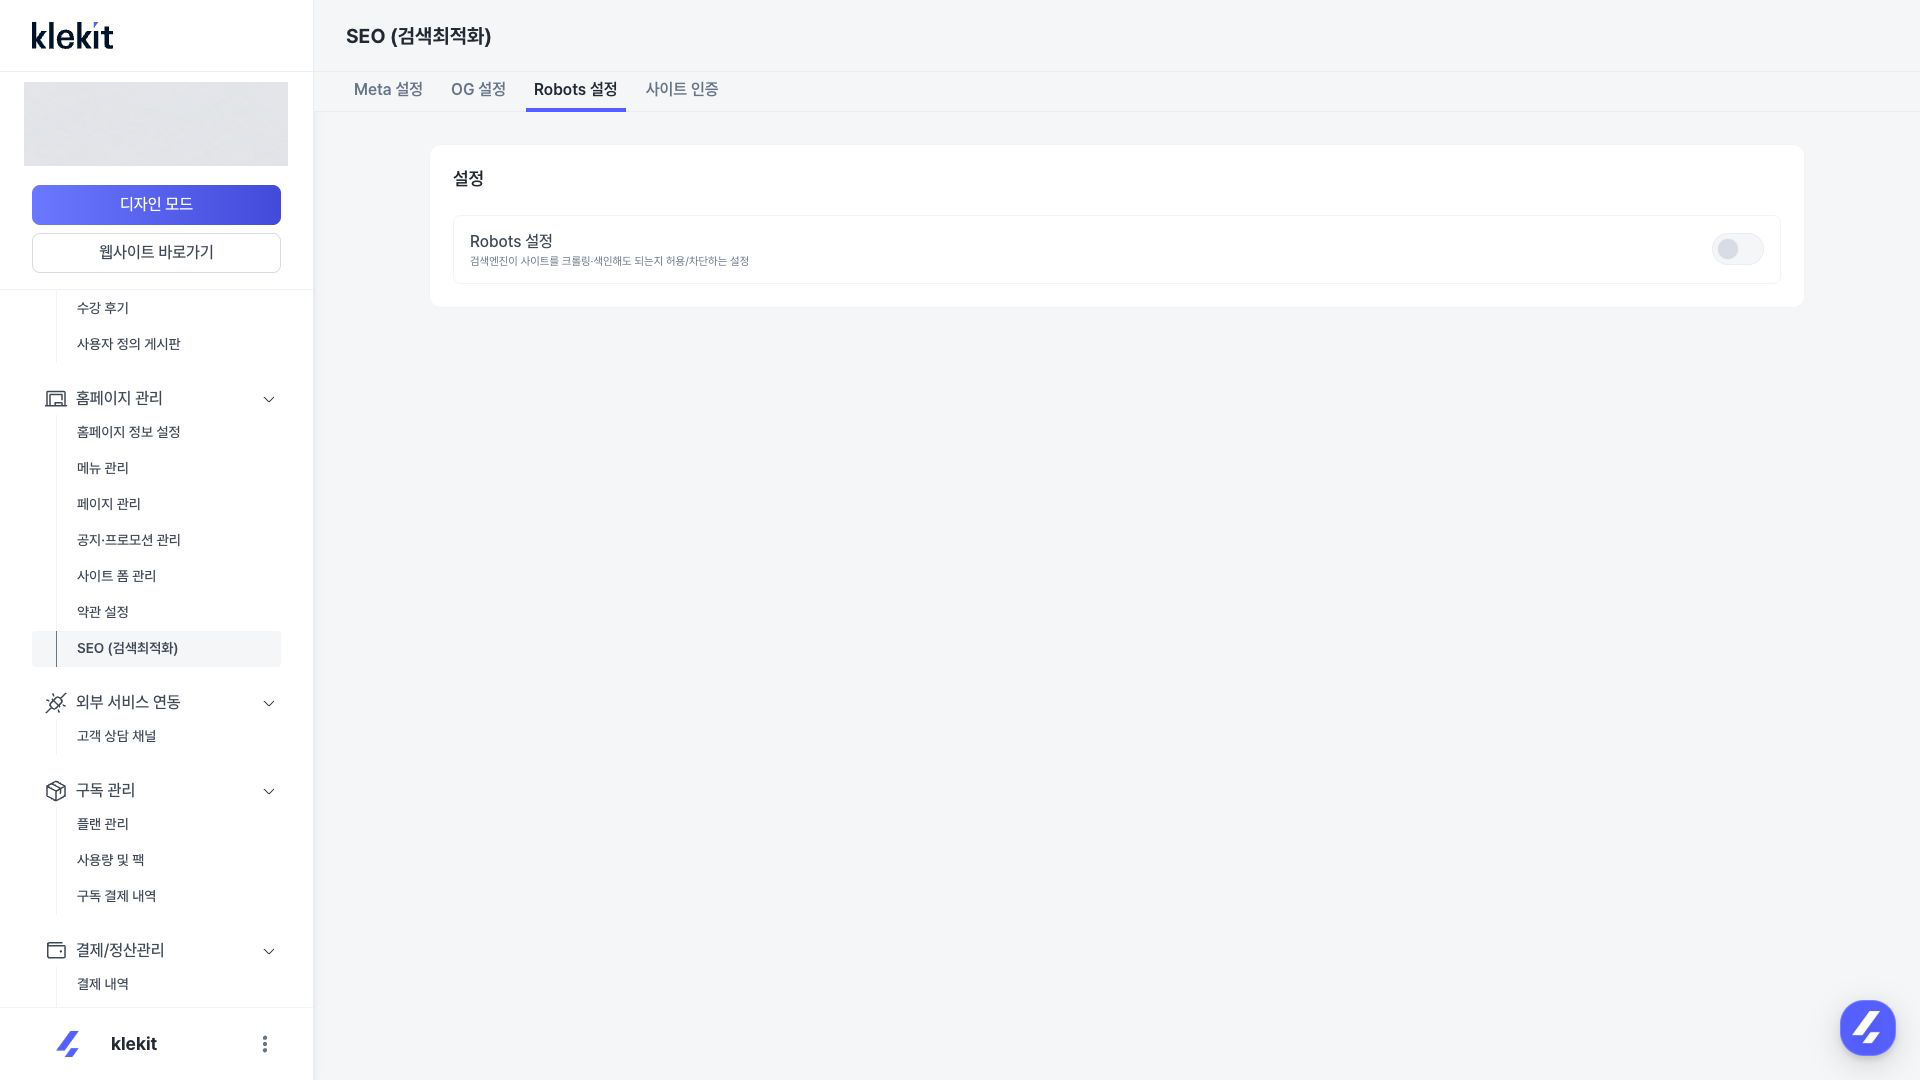 klekit
SEO (검색최적화)
Meta 설정
OG 설정
Robots 설정
사이트 인증
디자인 모드
웹사이트 바로가기
수강 후기
사용자 정의 게시판
홈페이지 관리
홈페이지 정보 설정
메뉴 관리
페이지 관리
공지·프로모션 관리
사이트 폼 관리
약관 설정
SEO (검색최적화)
외부 서비스 연동
고객 상담 채널
구독 관리
플랜 관리
사용량 및 팩
구독 결제 내역
결제/정산관리
결제 내역
klekit
설정
Robots 설정
검색엔진이 사이트를 크롤링·색인해도 되는지 허용/차단하는 설정